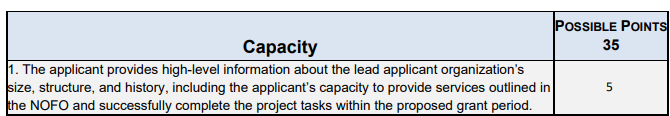 Capacity
POSSIBLE POINTS
35
1. The applicant provides high-level information about the lead applicant organization's
size, structure, and history, including the applicant's capacity to provide services outlined in
the NOFO and successfully complete the project tasks within the proposed grant period.
5